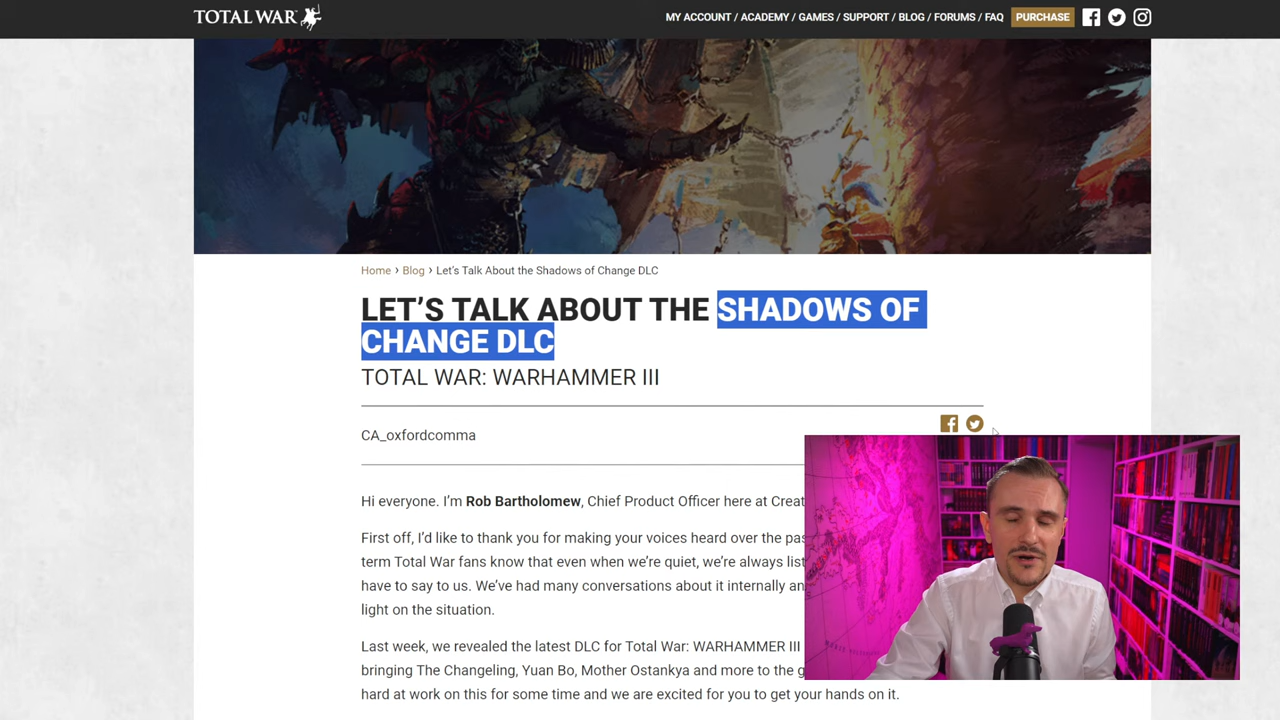 TOTAL WAR
MY ACCOUNT / ACADEMY / GAMES / SUPPORT / BLOG / FORUMS / FAQ PURCHASE
Home › Blog › Let’s Talk About the Shadows of Change DLC
LET’S TALK ABOUT THE SHADOWS OF
CHANGE DLC
TOTAL WAR: WARHAMMER III
CA_oxfordcomma
Hi everyone. I’m Rob Bartholomew, Chief Product Officer here at Creat
First off, I’d like to thank you for making your voices heard over the pas
term Total War fans know that even when we’re quiet, we’re always list
have to say to us. We’ve had many conversations about it internally an
light on the situation.
Last week, we revealed the latest DLC for Total War: WARHAMMER III
bringing The Changeling, Yuan Bo, Mother Ostankya and more to the g
hard at work on this for some time and we are excited for you to get your hands on it.